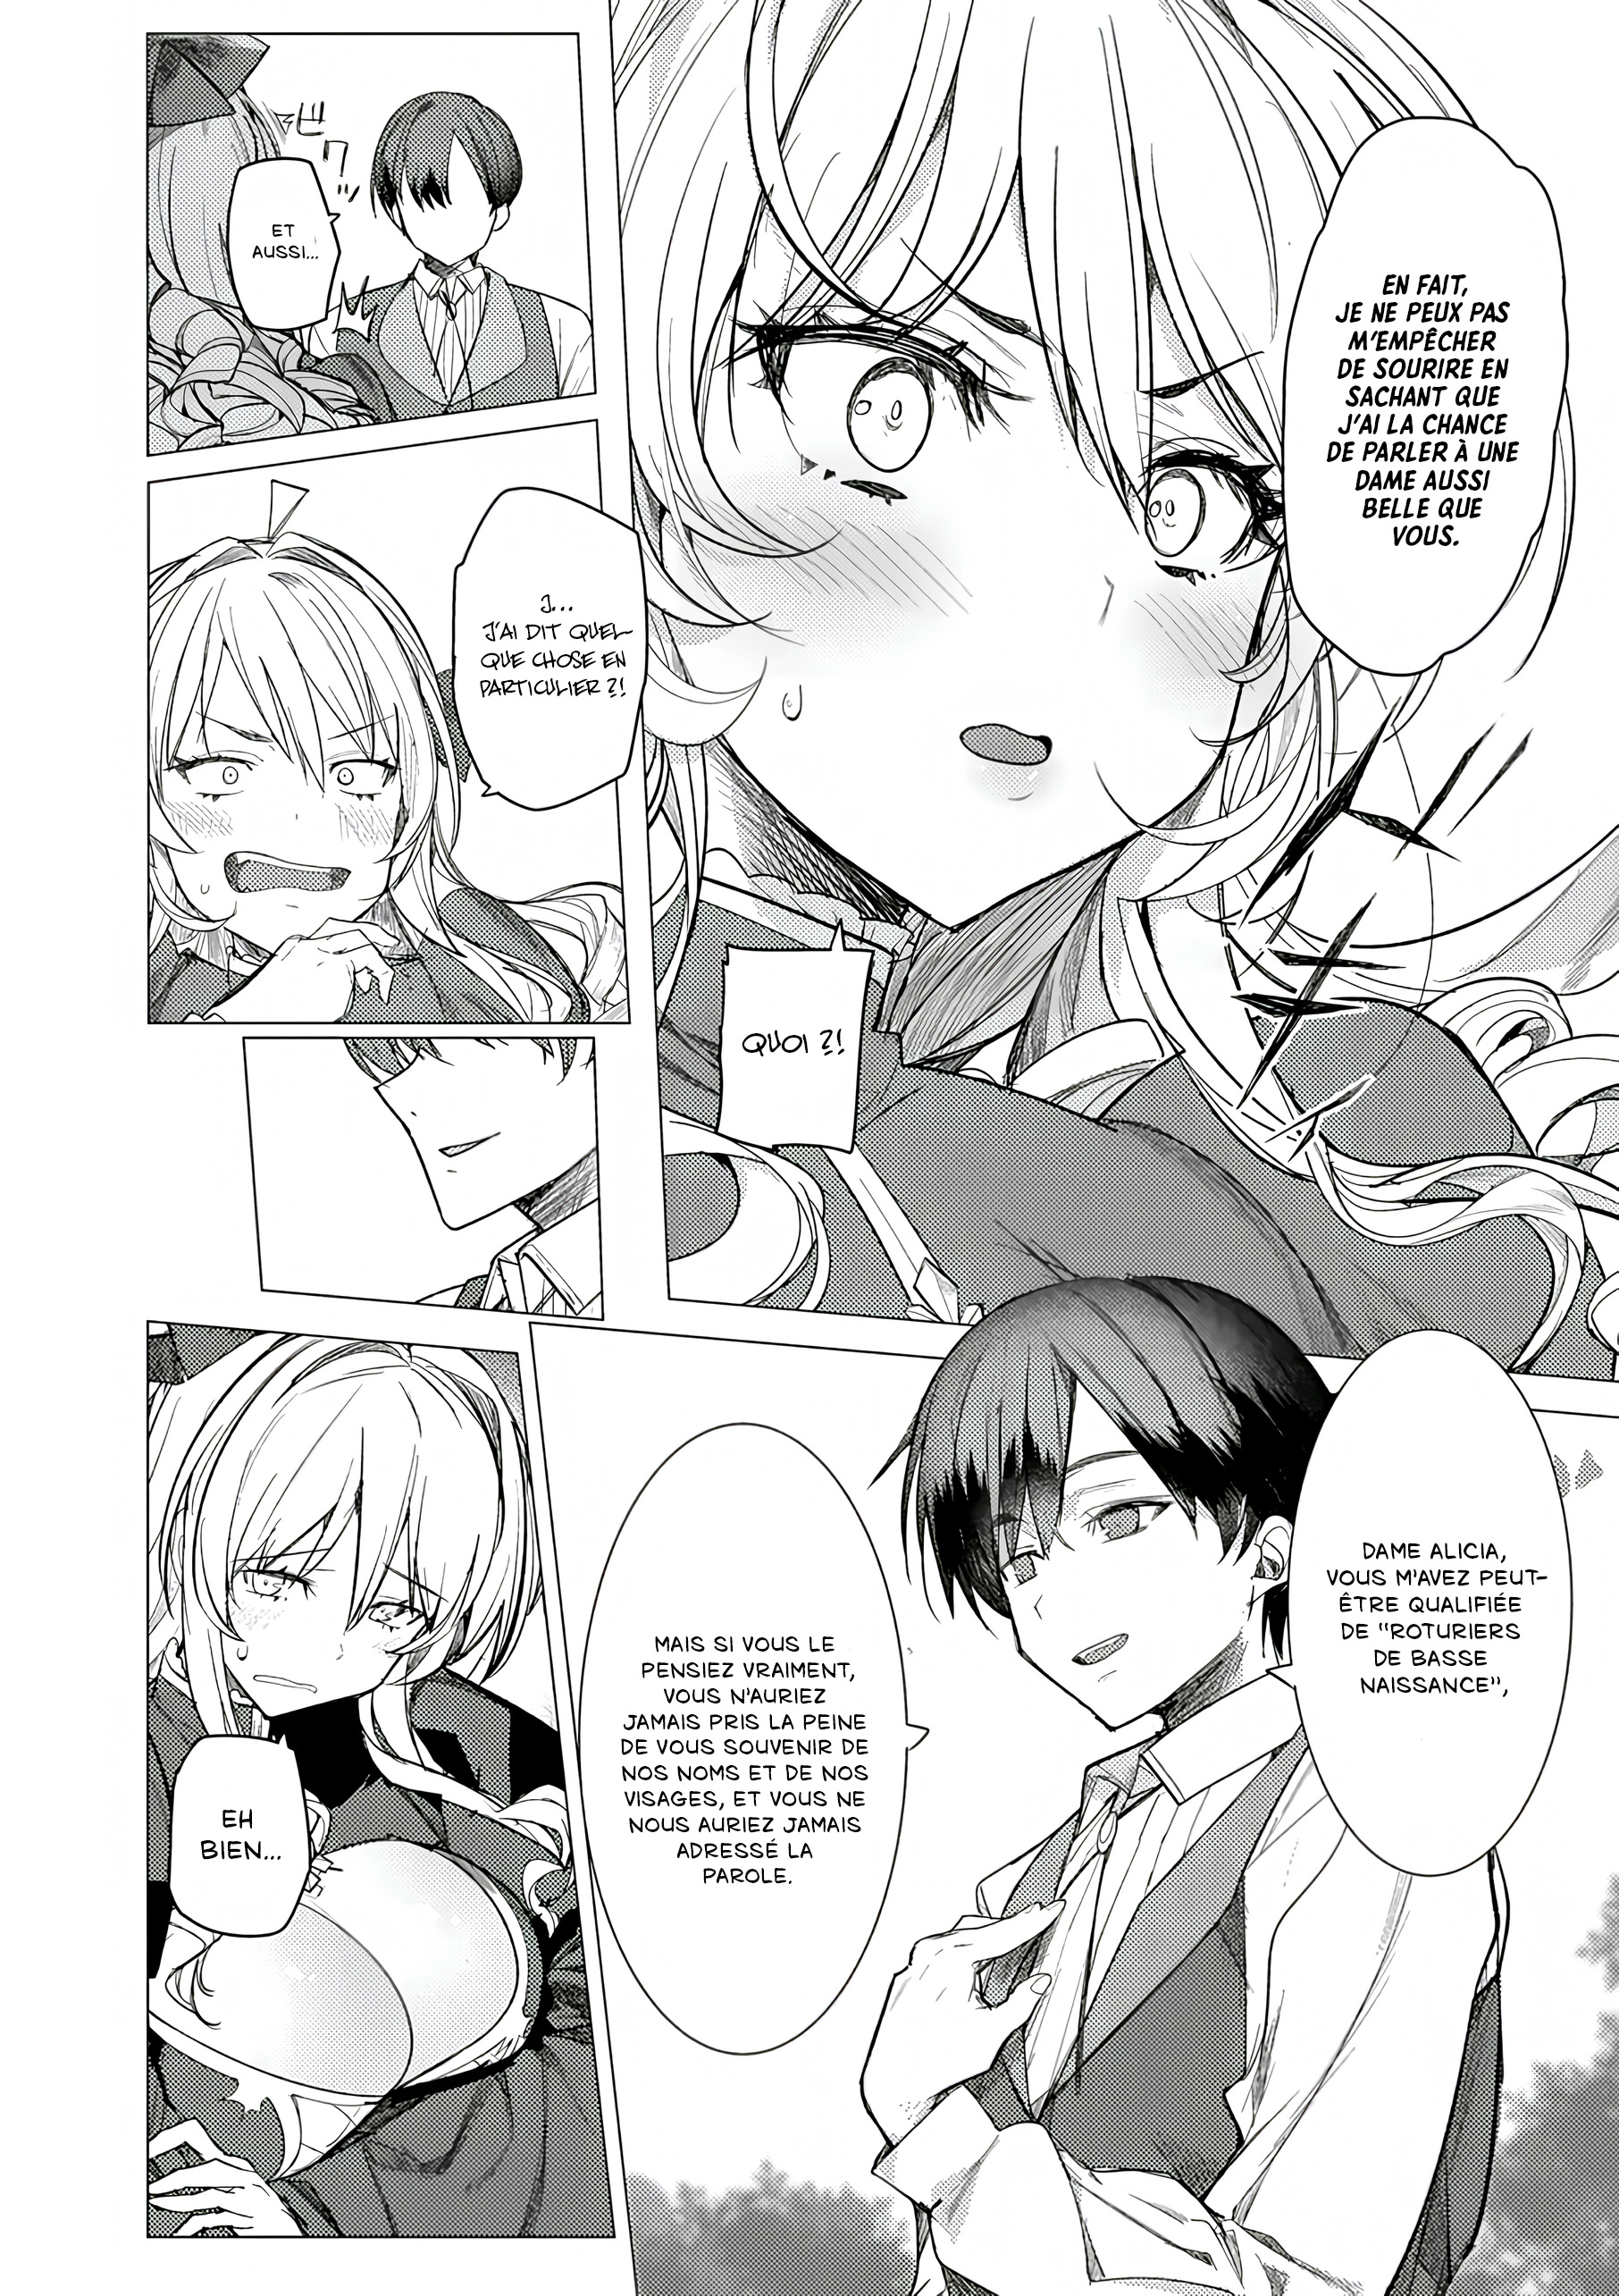 EN FAIT,
JE NE PEUX PAS
M'EMPÊCHER
DE SOURIRE EN
SACHANT QUE
J'AI LA CHANCE
DE PARLER À UNE
DAME AUSSI
BELLE QUE
VOUS.
QUOI ?!
ビクッ
ET
AUSSI...
J...
J'AI DIT QUEL-
QUE CHOSE EN
PARTICULIER ?!
DAME ALICIA,
VOUS M'AVEZ PEUT-
ÊTRE QUALIFIÉE
DE "ROTURIERS
DE BASSE
NAISSANCE",
MAIS SI VOUS LE
PENSIEZ VRAIMENT,
VOUS N'AURIEZ
JAMAIS PRIS LA PEINE
DE VOUS SOUVENIR DE
NOS NOMS ET DE NOS
VISAGES, ET VOUS NE
NOUS AURIEZ JAMAIS
ADRESSÉ LA
PAROLE.
EH
BIEN...